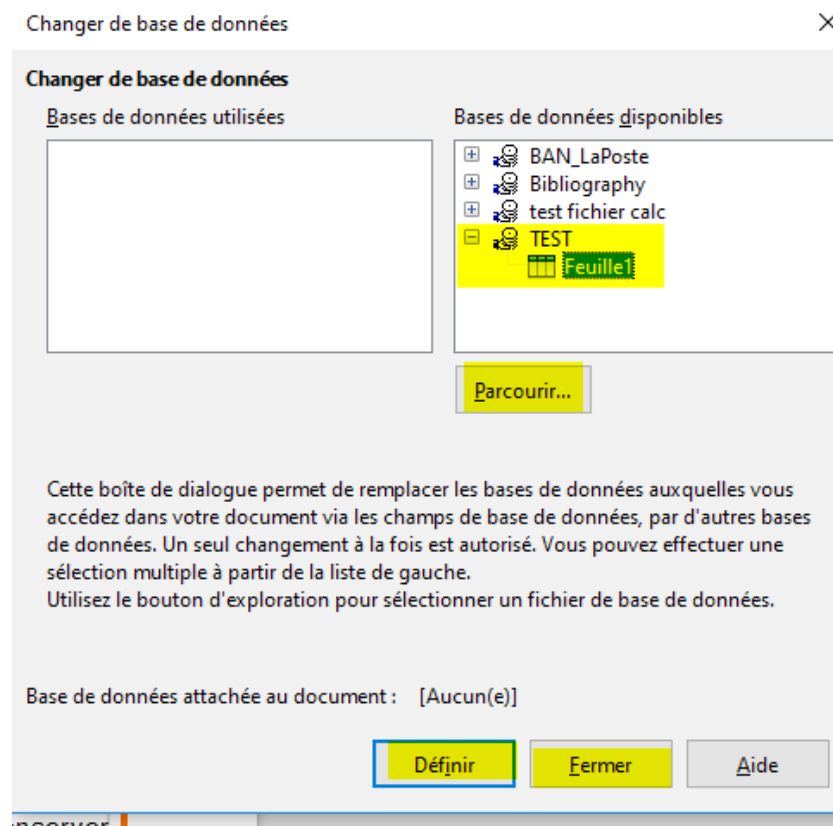 Changer de base de données
Changer de base de données
Bases de données utilisées
Bases de données disponibles
BAN_LaPoste
Bibliography
test fichier calc
TEST
Feuille1
Parcourir...
Cette boîte de dialogue permet de remplacer les bases de données auxquelles vous
accédez dans votre document via les champs de base de données, par d'autres bases
de données. Un seul changement à la fois est autorisé. Vous pouvez effectuer une
sélection multiple à partir de la liste de gauche.
Utilisez le bouton d'exploration pour sélectionner un fichier de base de données.
Base de données attachée au document : [Aucun(e)]
Définir
Fermer
Aide